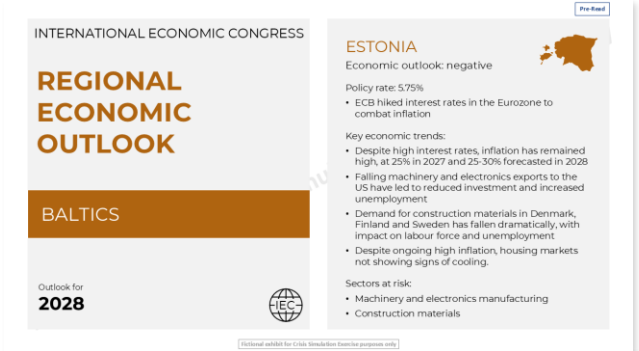 Pre-Read
INTERNATIONAL ECONOMIC CONGRESS
REGIONAL
ECONOMIC
OUTLOOK
BALTICS
Outlook for
2028
IEC
ESTONIA
Economic outlook: negative
Policy rate: 5.75%
• ECB hiked interest rates in the Eurozone to
combat inflation
Key economic trends:
• Despite high interest rates, inflation has remained
high, at 25% in 2027 and 25-30% forecasted in 2028
• Falling machinery and electronics exports to the
US have led to reduced investment and increased
unemployment
• Demand for construction materials in Denmark,
Finland and Sweden has fallen dramatically, with
impact on labour force and unemployment
• Despite ongoing high inflation, housing markets
not showing signs of cooling.
Sectors at risk:
• Machinery and electronics manufacturing
• Construction materials
Fictional exhibit for Crisis Simulation Exercise purposes only